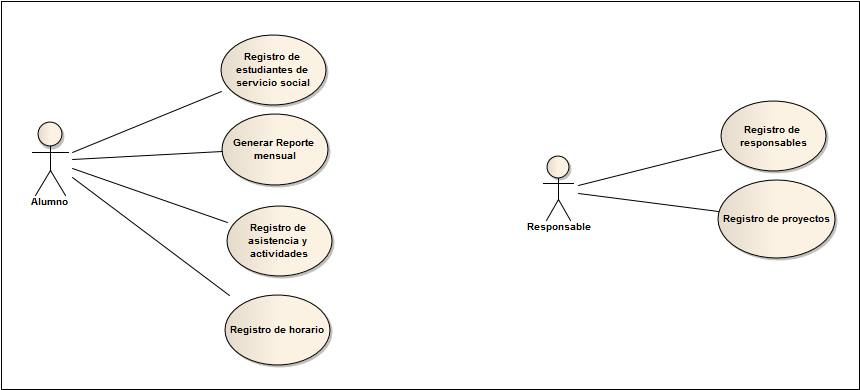 Registro de
estudiantes de
servicio social
Generar Reporte
mensual
Alumno
Registro de
asistencia y
actividades
Registro de horario
Registro de
responsables
Responsable
Registro de proyectos